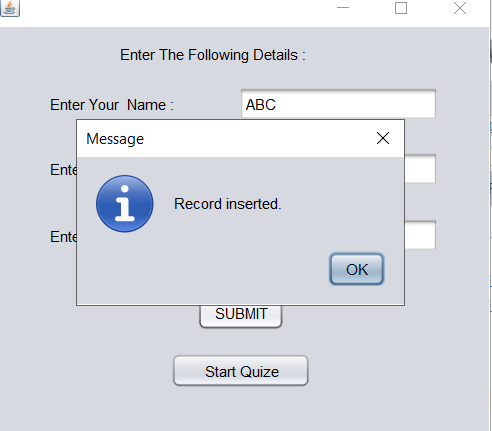 Enter The Following Details :
Enter Your  Name :
ABC
Message
Ente
Record inserted.
Ente
OK
SUBMIT
Start Quize